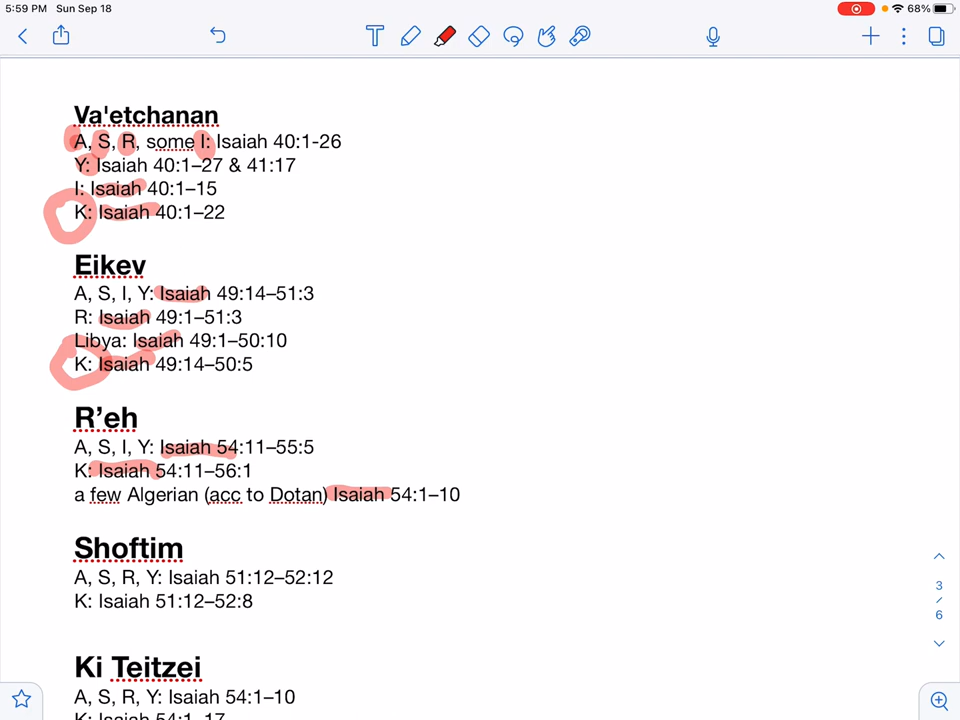 5:59 PM Sun Sep 18
68%
Va'etchanan
A, S, R, some I: Isaiah 40:1-26
Y: Isaiah 40:1–27 & 41:17
I: Isaiah 40:1–15
K: Isaiah 40:1–22
Eikev
A, S, I, Y: Isaiah 49:14–51:3
R: Isaiah 49:1–51:3
Libya: Isaiah 49:1–50:10
K: Isaiah 49:14–50:5
R’eh
A, S, I, Y: Isaiah 54:11–55:5
K: Isaiah 54:11–56:1
a few Algerian (acc to Dotan) Isaiah 54:1–10
Shoftim
A, S, R, Y: Isaiah 51:12–52:12
K: Isaiah 51:12–52:8
3
/
6
Ki Teitzei
A, S, R, Y: Isaiah 54:1–10
K: Isaiah 54:1–17